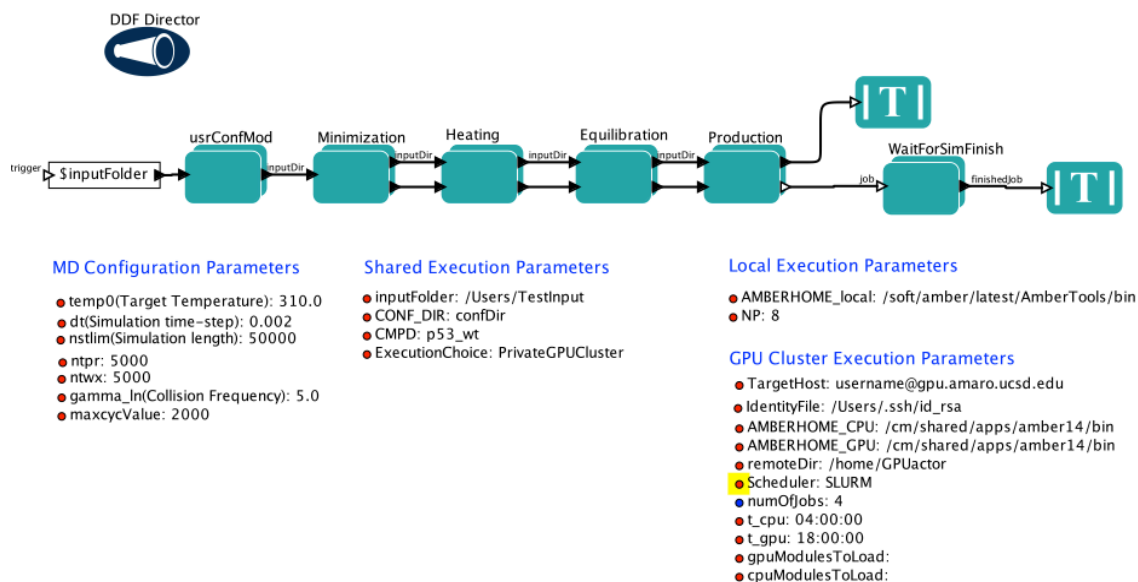 DDF Director
usrConfMod
Minimization
Heating
Equilibration
Production
WaitForSimFinish
trigger
$inputFolder
inputDir
inputDir
inputDir
inputDir
job
finishedJob
T
T
MD Configuration Parameters
temp0(Target Temperature): 310.0
dt(Simulation time-step): 0.002
nstlim(Simulation length): 50000
ntpr: 5000
ntwx: 5000
gamma_ln(Collision Frequency): 5.0
maxcycValue: 2000
Shared Execution Parameters
inputFolder: /Users/TestInput
CONF_DIR: confDir
CMPD: p53_wt
ExecutionChoice: PrivateGPUCluster
Local Execution Parameters
AMBERHOME_local: /soft/amber/latest/AmberTools/bin
NP: 8
GPU Cluster Execution Parameters
TargetHost: username@gpu.amaro.ucsd.edu
IdentityFile: /Users/.ssh/id_rsa
AMBERHOME_CPU: /cm/shared/apps/amber14/bin
AMBERHOME_GPU: /cm/shared/apps/amber14/bin
remoteDir: /home/GPUactor
Scheduler: SLURM
numOfJobs: 4
t_cpu: 04:00:00
t_gpu: 18:00:00
gpuModulesToLoad:
cpuModulesToLoad: